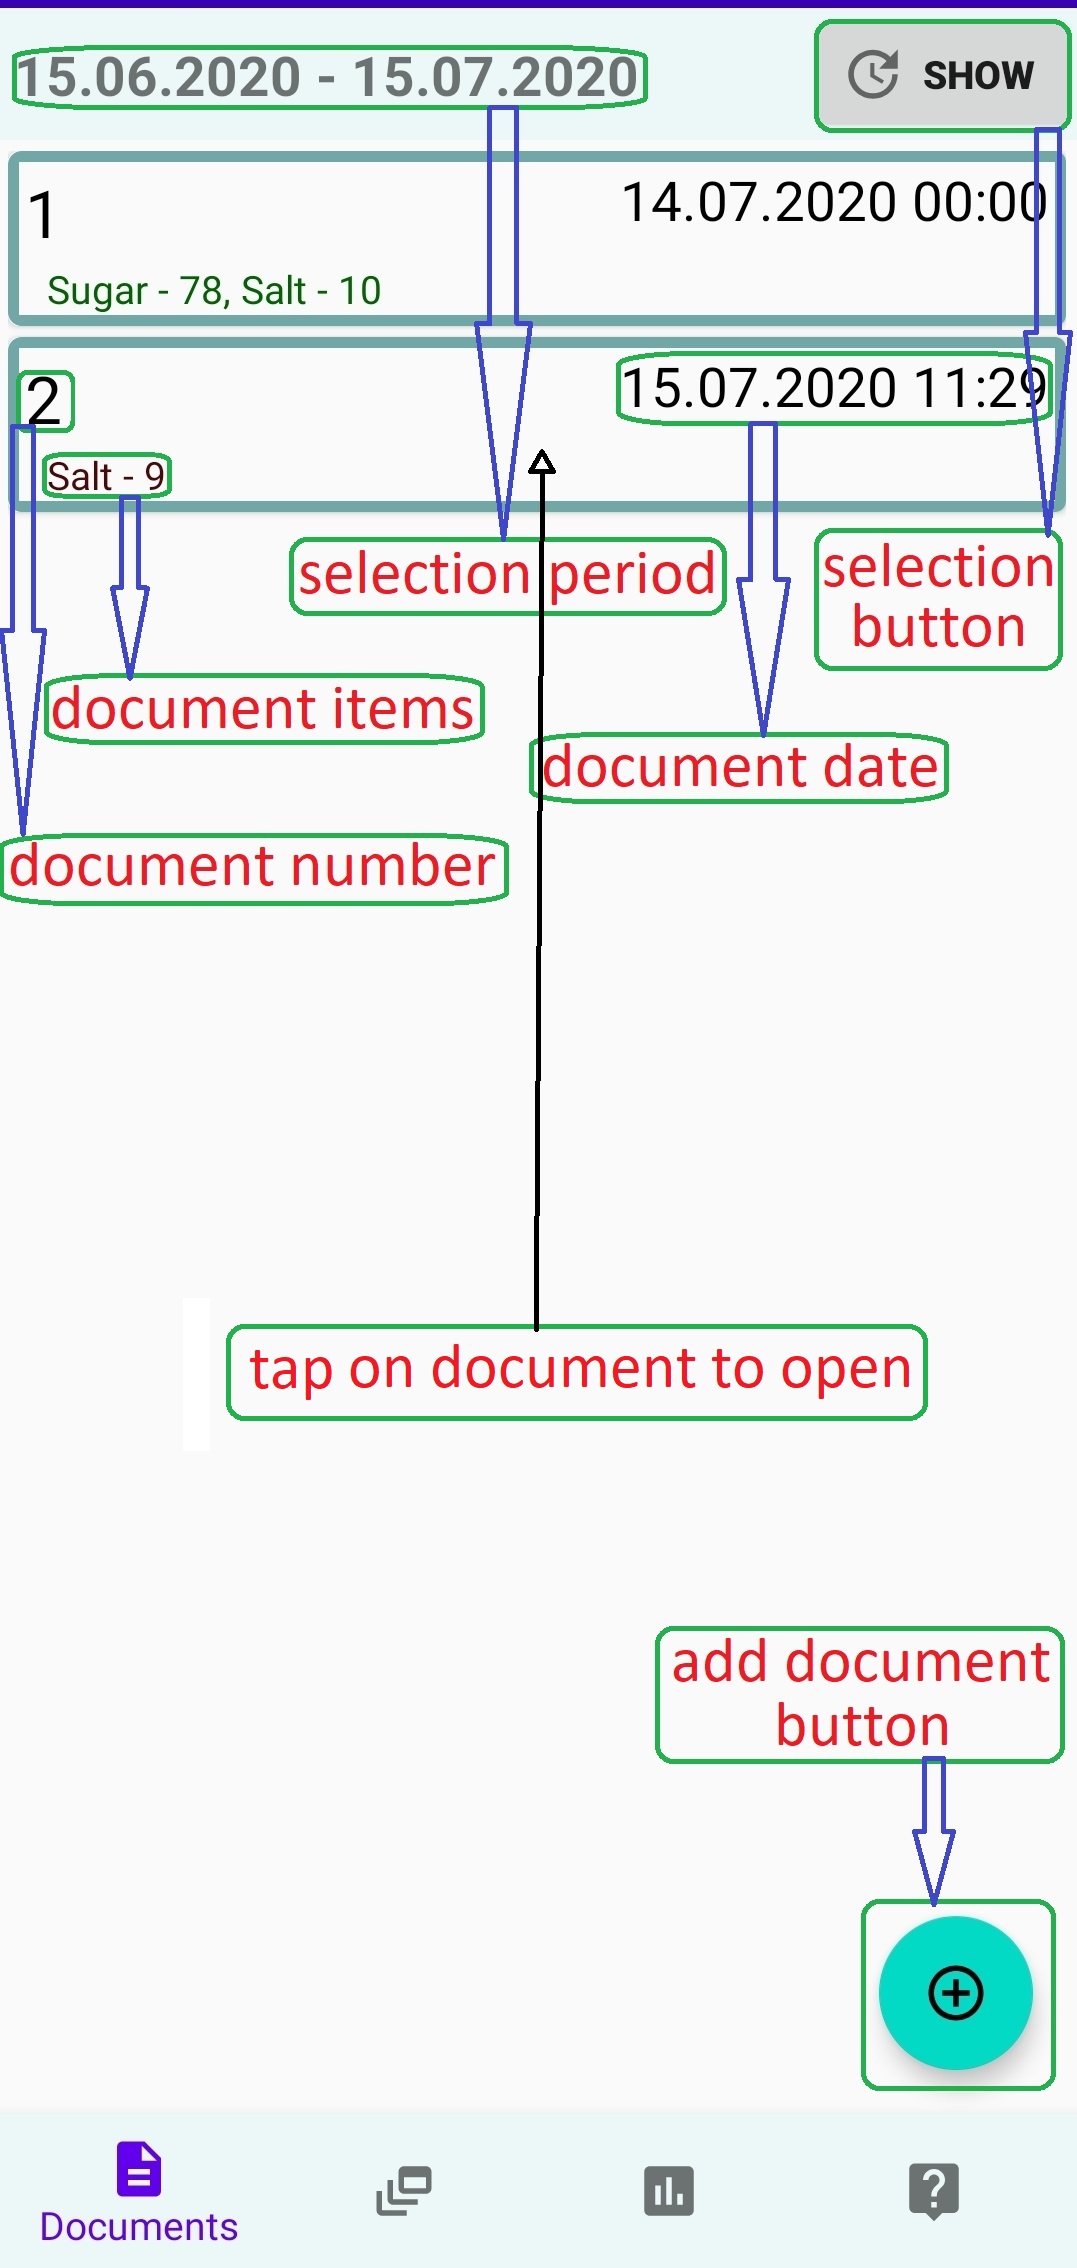 15.06.2020 - 15.07.2020
SHOW
1
14.07.2020 00:00
Sugar - 78, Salt - 10
2
15.07.2020 11:29
Salt - 9
selection period
selection
button
document items
document date
document number
tap on document to open
add document
button
Documents